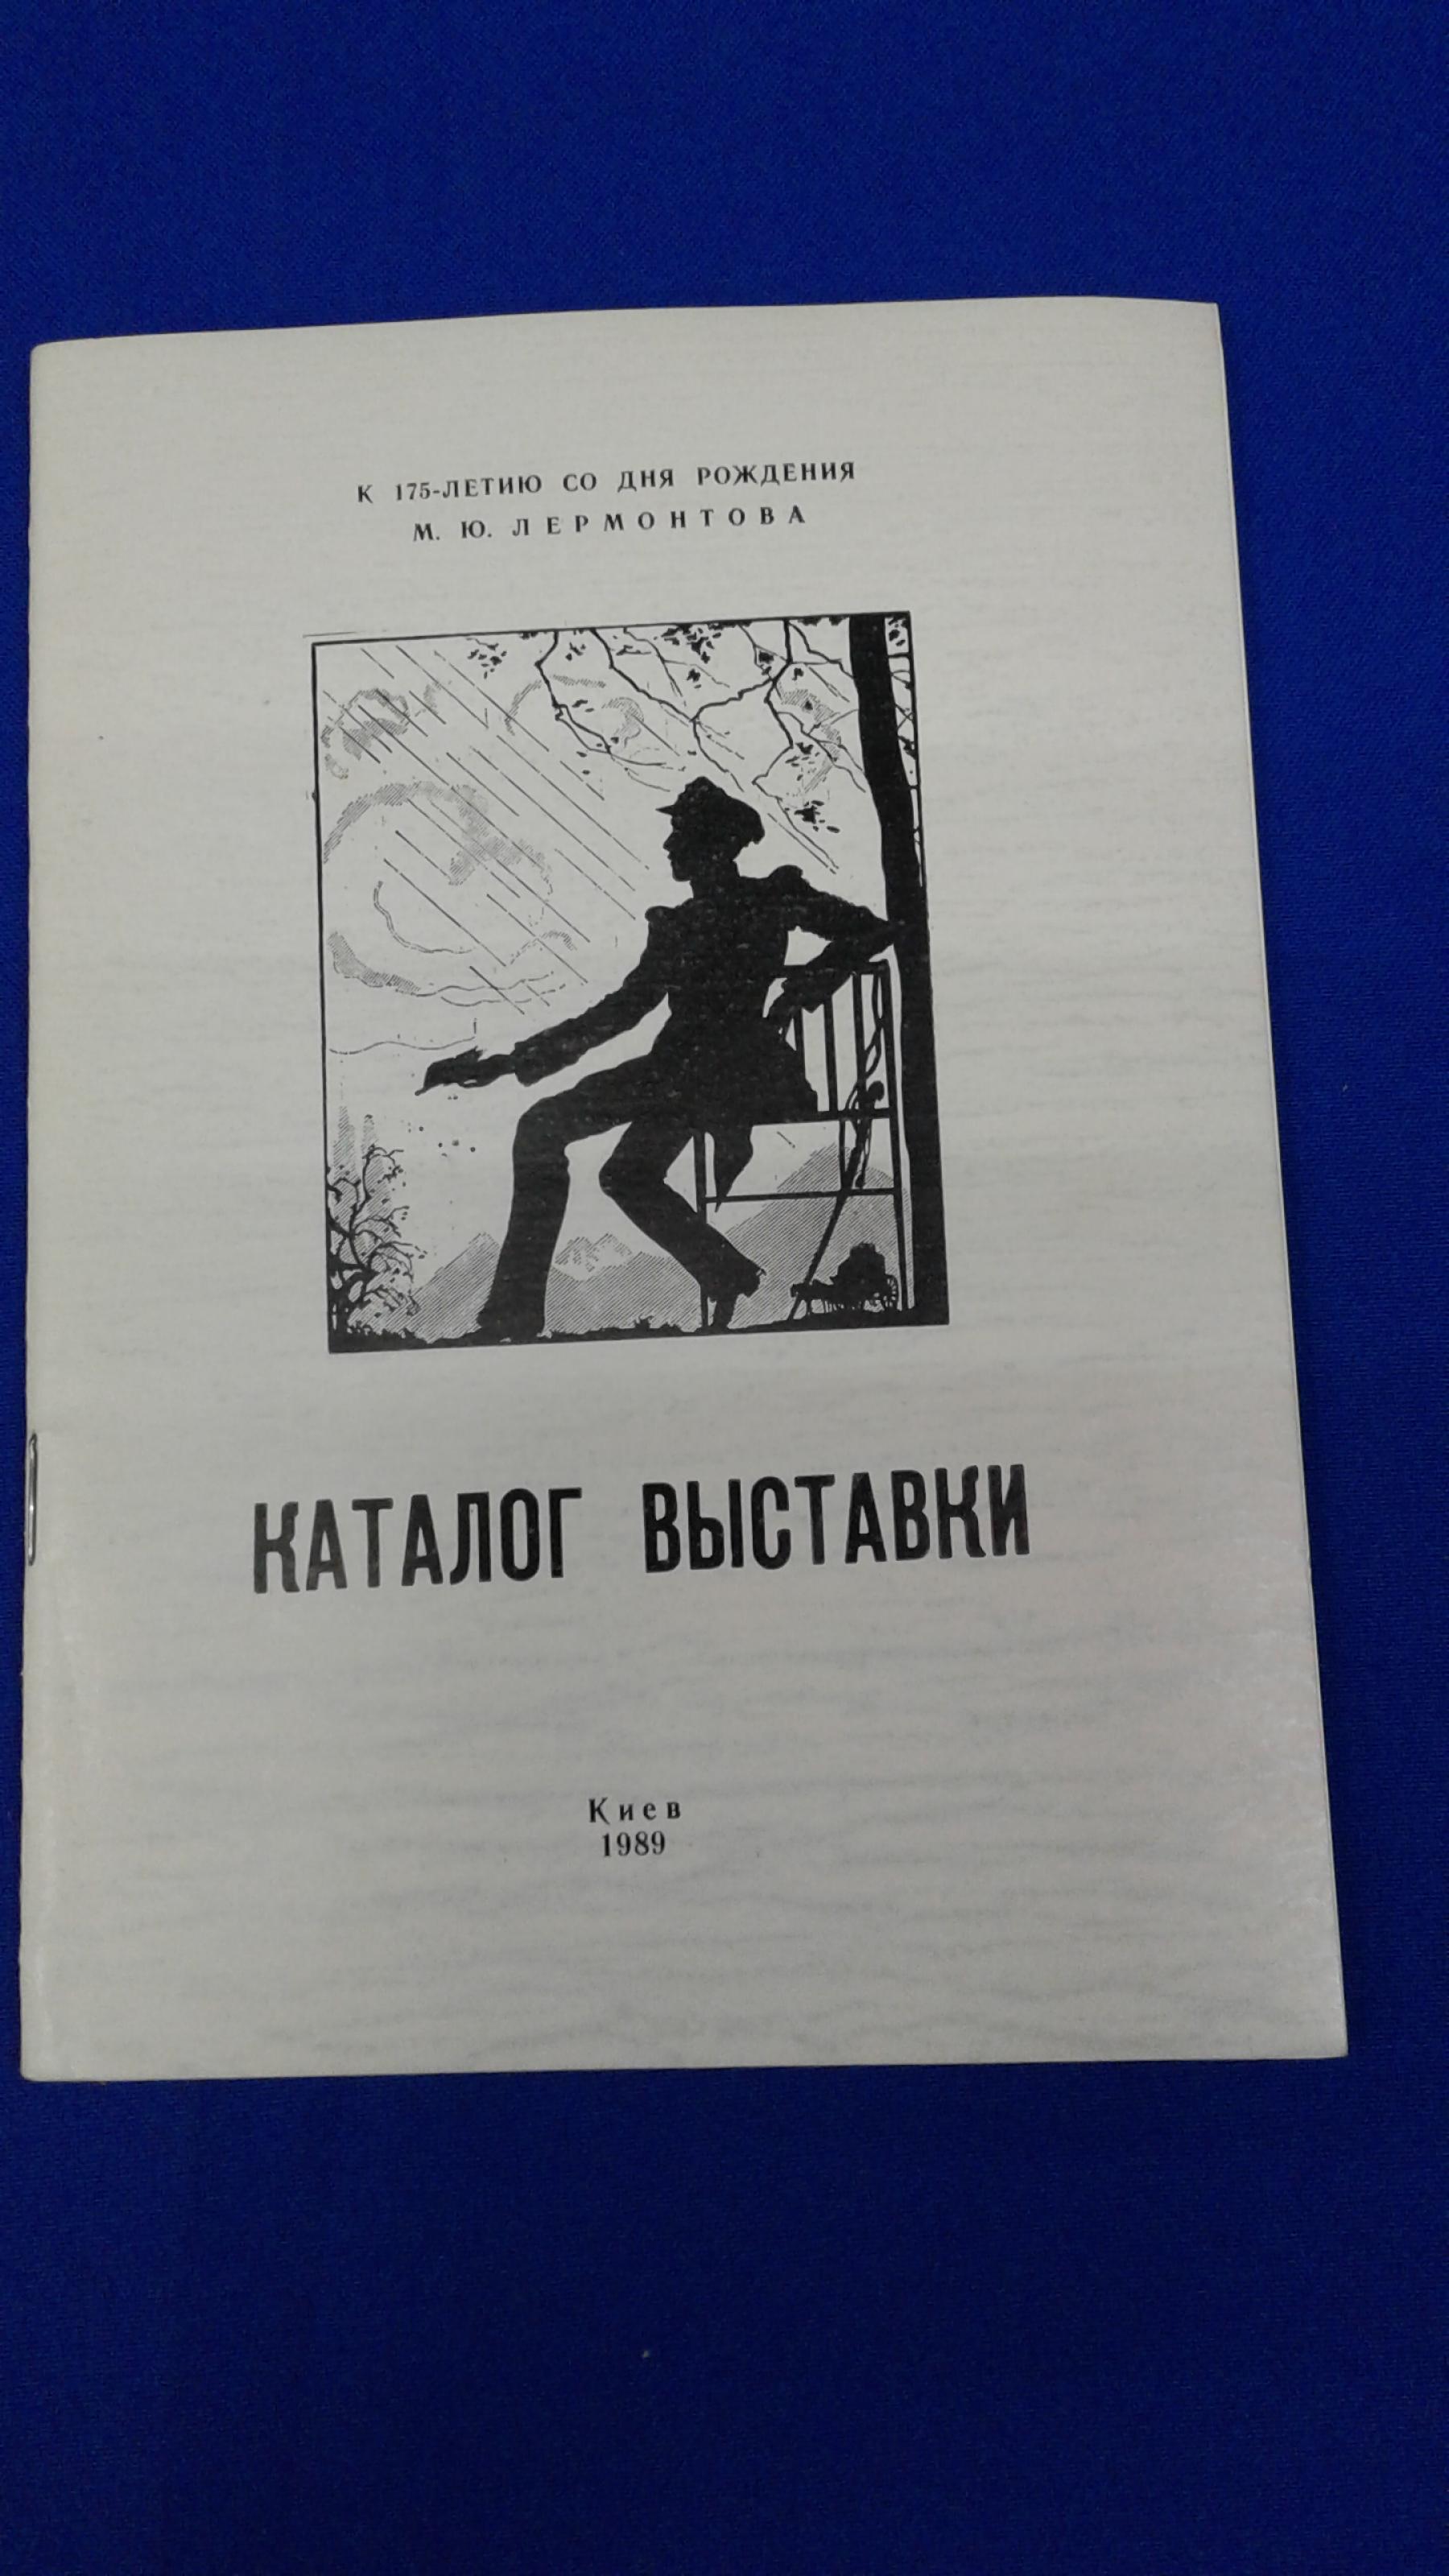 К 175-ЛЕТИЮ СО ДНЯ РОЖДЕНИЯ
М. Ю. ЛЕРМОНТОВА
КАТАЛОГ ВЫСТАВКИ
Киев
1989